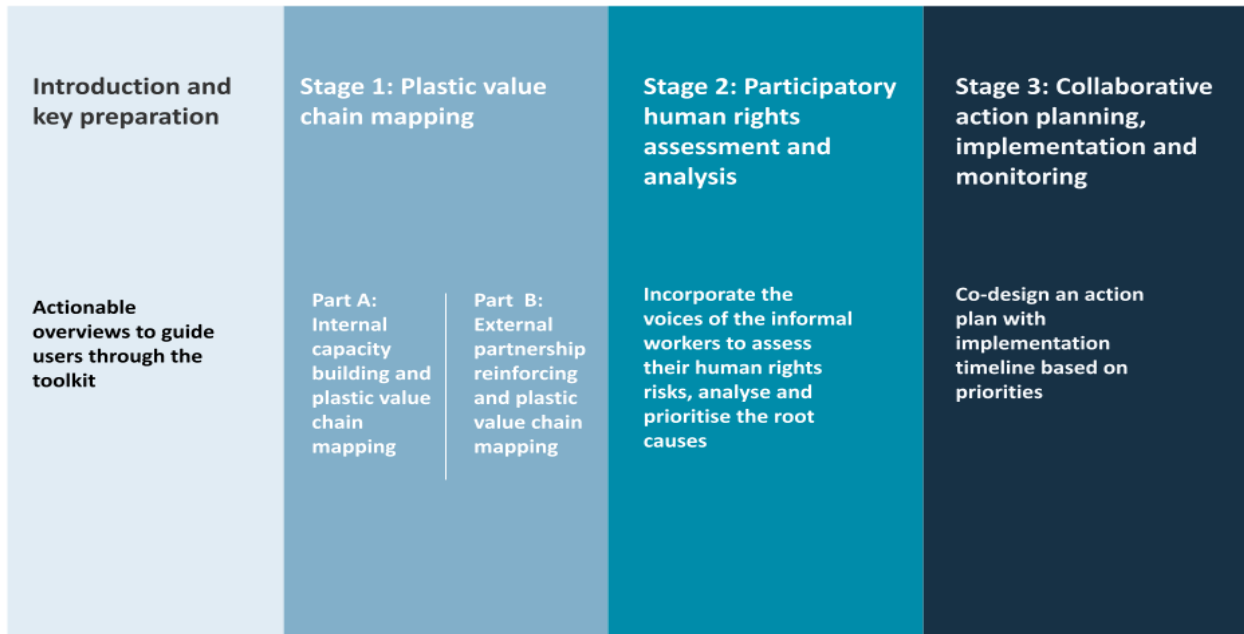 Introduction and
key preparation
Actionable
overviews to guide
users through the
toolkit
Stage 1: Plastic value
chain mapping
Part A:
Internal
capacity
building and
plastic value
chain
mapping
Part  B:
External
partnership
reinforcing
and plastic
value chain
mapping
Stage 2: Participatory
human rights
assessment and
analysis
Incorporate the
voices of the informal
workers to assess
their human rights
risks, analyse and
prioritise the root
causes
Stage 3: Collaborative
action planning,
implementation and
monitoring
Co-design an action
plan with
implementation
timeline based on
priorities